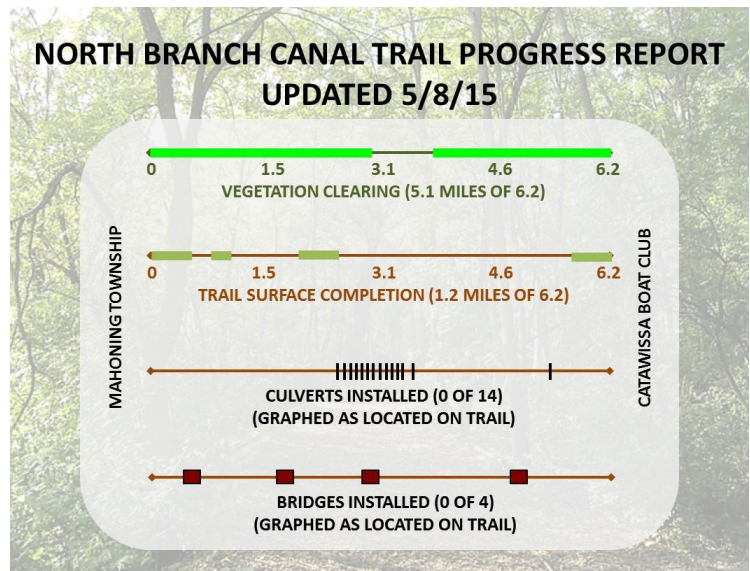 NORTH BRANCH CANAL TRAIL PROGRESS REPORT
UPDATED 5/8/15
0 1.5 3.1 4.6 6.2
VEGETATION CLEARING (5.1 MILES OF 6.2)
MAHONING TOWNSHIP
CATAWISSA BOAT CLUB
0 1.5 3.1 4.6 6.2
TRAIL SURFACE COMPLETION (1.2 MILES OF 6.2)
CULVERTS INSTALLED (0 OF 14)
(GRAPHED AS LOCATED ON TRAIL)
BRIDGES INSTALLED (0 OF 4)
(GRAPHED AS LOCATED ON TRAIL)